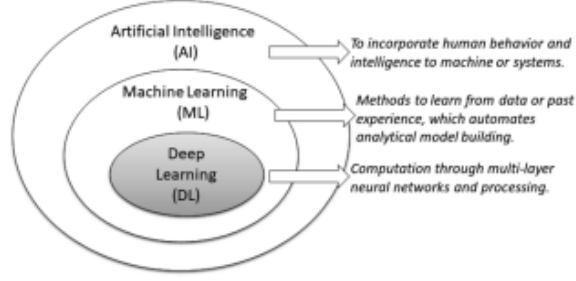 Artificial Intelligence
(AI)
To incorporate human behavior and
intelligence to machine or systems.
Machine Learning
(ML)
Methods to learn from data or past
experience, which automates
analytical model building.
Deep
Learning
(DL)
Computation through multi-layer
neural networks and processing.